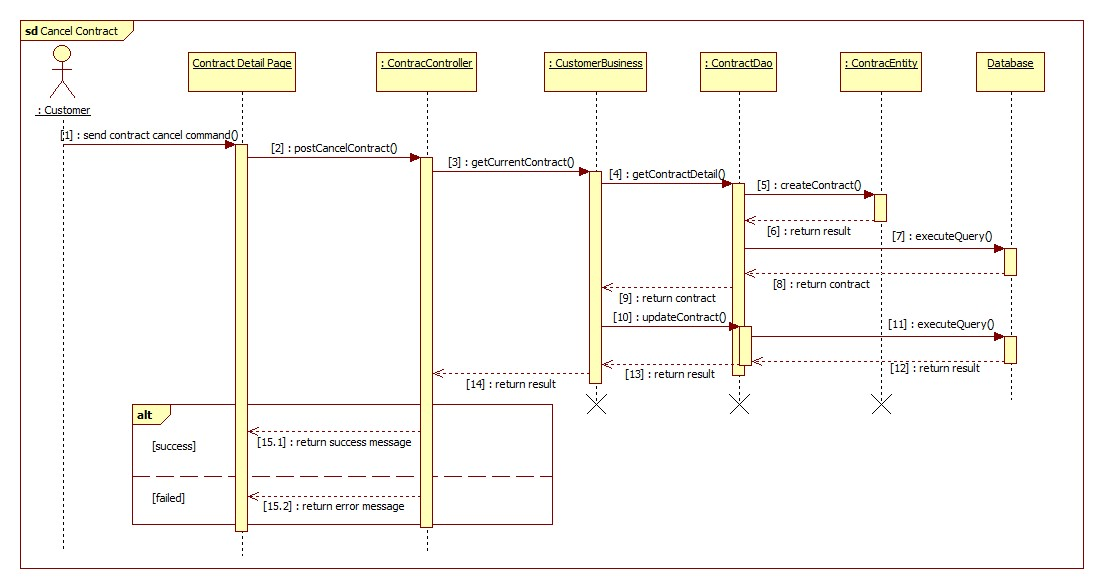 sd Cancel Contract
Contract Detail Page
: ContracController
: CustomerBusiness
: ContractDao
: ContracEntity
Database
: Customer
[1] : send contract cancel command()
[2] : postCancelContract()
[3] : getCurrentContract()
[4] : getContractDetail()
[5] : createContract()
[6] : return result
[7] : executeQuery()
[8] : return contract
[9] : return contract
[10] : updateContract()
[11] : executeQuery()
[12] : return result
[13] : return result
[14] : return result
alt
[success]
[15.1] : return success message
[failed]
[15.2] : return error message